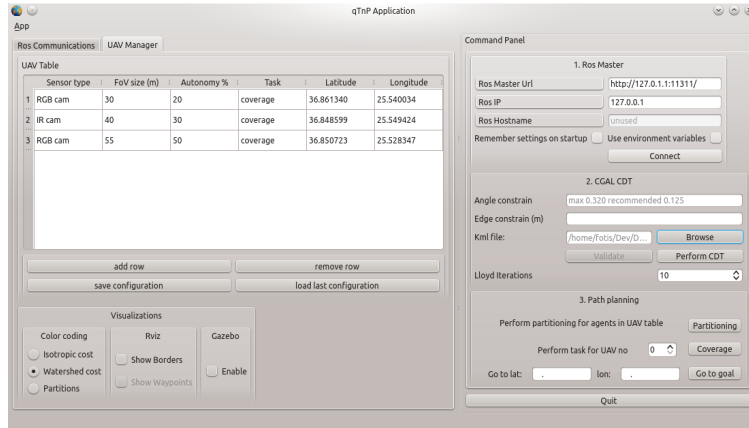 qTnP Application
App
Ros Communications UAV Manager
UAV Table
Sensor type FoV size (m) Autonomy % Task Latitude Longitude
1 RGB cam 30 20 coverage 36.861340 25.540034
2 IR cam 40 30 coverage 36.848599 25.549424
3 RGB cam 55 50 coverage 36.850723 25.528347
add row remove row
save configuration load last configuration
Visualizations
Color coding Rviz Gazebo
Isotropic cost
Watershed cost
Partitions
Show Borders
Show Waypoints
Enable
Command Panel
1. Ros Master
Ros Master Url http://127.0.1.1:11311/
Ros IP 127.0.0.1
Ros Hostname unused
Remember settings on startup Use environment variables
Connect
2. CGAL CDT
Angle constrain max 0.320 recommended 0.125
Edge constrain (m)
Kml file: /home/Fotis/Dev/D... Browse
Validate Perform CDT
Lloyd Iterations 10
3. Path planning
Perform partitioning for agents in UAV table Partitioning
Perform task for UAV no 0 Coverage
Go to lat: . lon: . Go to goal
Quit